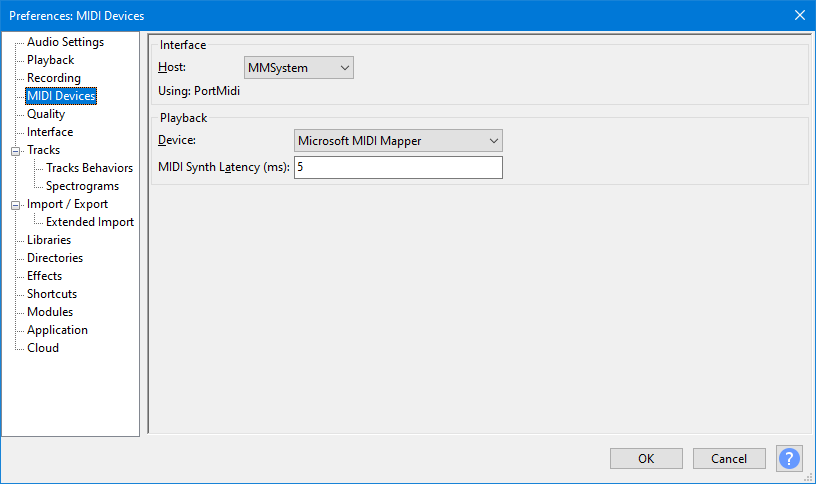 Preferences: MIDI Devices
Audio Settings
Playback
Recording
MIDI Devices
Quality
Interface
Tracks
Tracks Behaviors
Spectrograms
Import / Export
Extended Import
Libraries
Directories
Effects
Shortcuts
Modules
Application
Cloud
Interface
Host: MMSystem
Using: PortMidi
Playback
Device: Microsoft MIDI Mapper
MIDI Synth Latency (ms): 5
OK Cancel ?